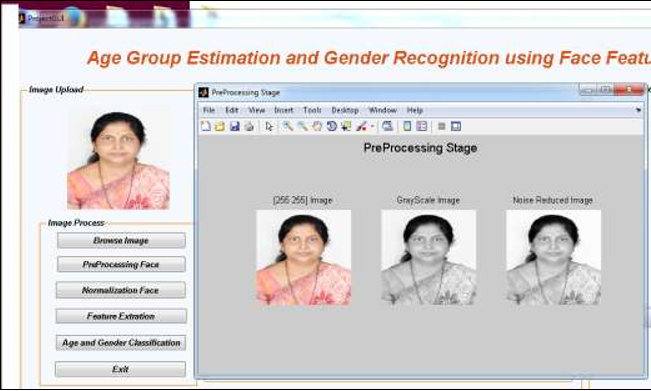 ProjectGUI
Age Group Estimation and Gender Recognition using Face Featu
Image Upload
PreProcessing Stage
File Edit View Insert Tools Desktop Window Help
PreProcessing Stage
[255 255] Image GrayScale Image Noise Reduced Image
Image Process
Browse Image
PreProcessing Face
Normalization Face
Feature Extration
Age and Gender Classification
Exit